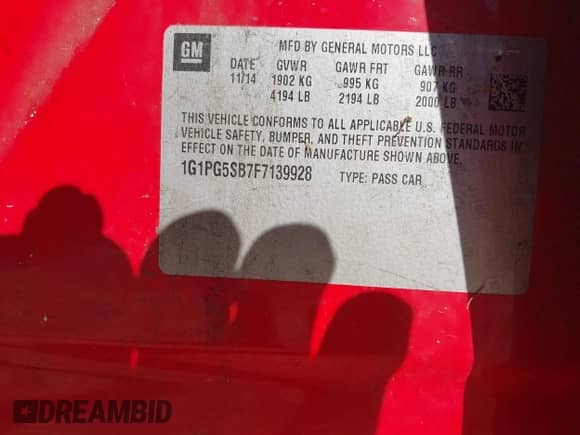 GM
MFD BY GENERAL MOTORS LLC
DATE GVWR GAWR FRT GAWR RR
11/14 1902 KG 995 KG 907 KG
4194 LB 2194 LB 2000 LB
THIS VEHICLE CONFORMS TO ALL APPLICABLE U.S. FEDERAL MOTOR
VEHICLE SAFETY, BUMPER, AND THEFT PREVENTION STANDARDS IN
EFFECT ON THE DATE OF MANUFACTURE SHOWN ABOVE.
1G1PG5SB7F7139928 TYPE: PASS CAR
DREAMBID